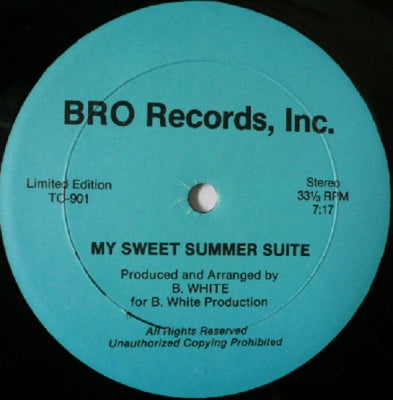 BRO Records, Inc.
Limited Edition
TO-901
Stereo
33⅓ RPM
7:17
MY SWEET SUMMER SUITE
Produced and Arranged by
B. WHITE
for B. White Production
All Rights Reserved
Unauthorized Copying Prohibited